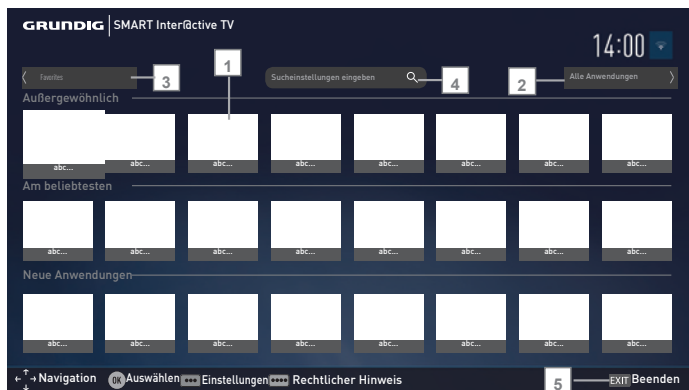 GRUNDIG SMART Inter@ctive TV
14:00
Favorites 3 1 Sucheinstellungen eingeben 4 2 Alle Anwendungen
Außergewöhnlich
abc... abc... abc... abc... abc... abc... abc... abc...
Am beliebtesten
abc... abc... abc... abc... abc... abc... abc... abc...
Neue Anwendungen
abc... abc... abc... abc... abc... abc... abc... abc...
Navigation OK Auswählen Einstellungen Rechtlicher Hinweis 5 EXIT Beenden